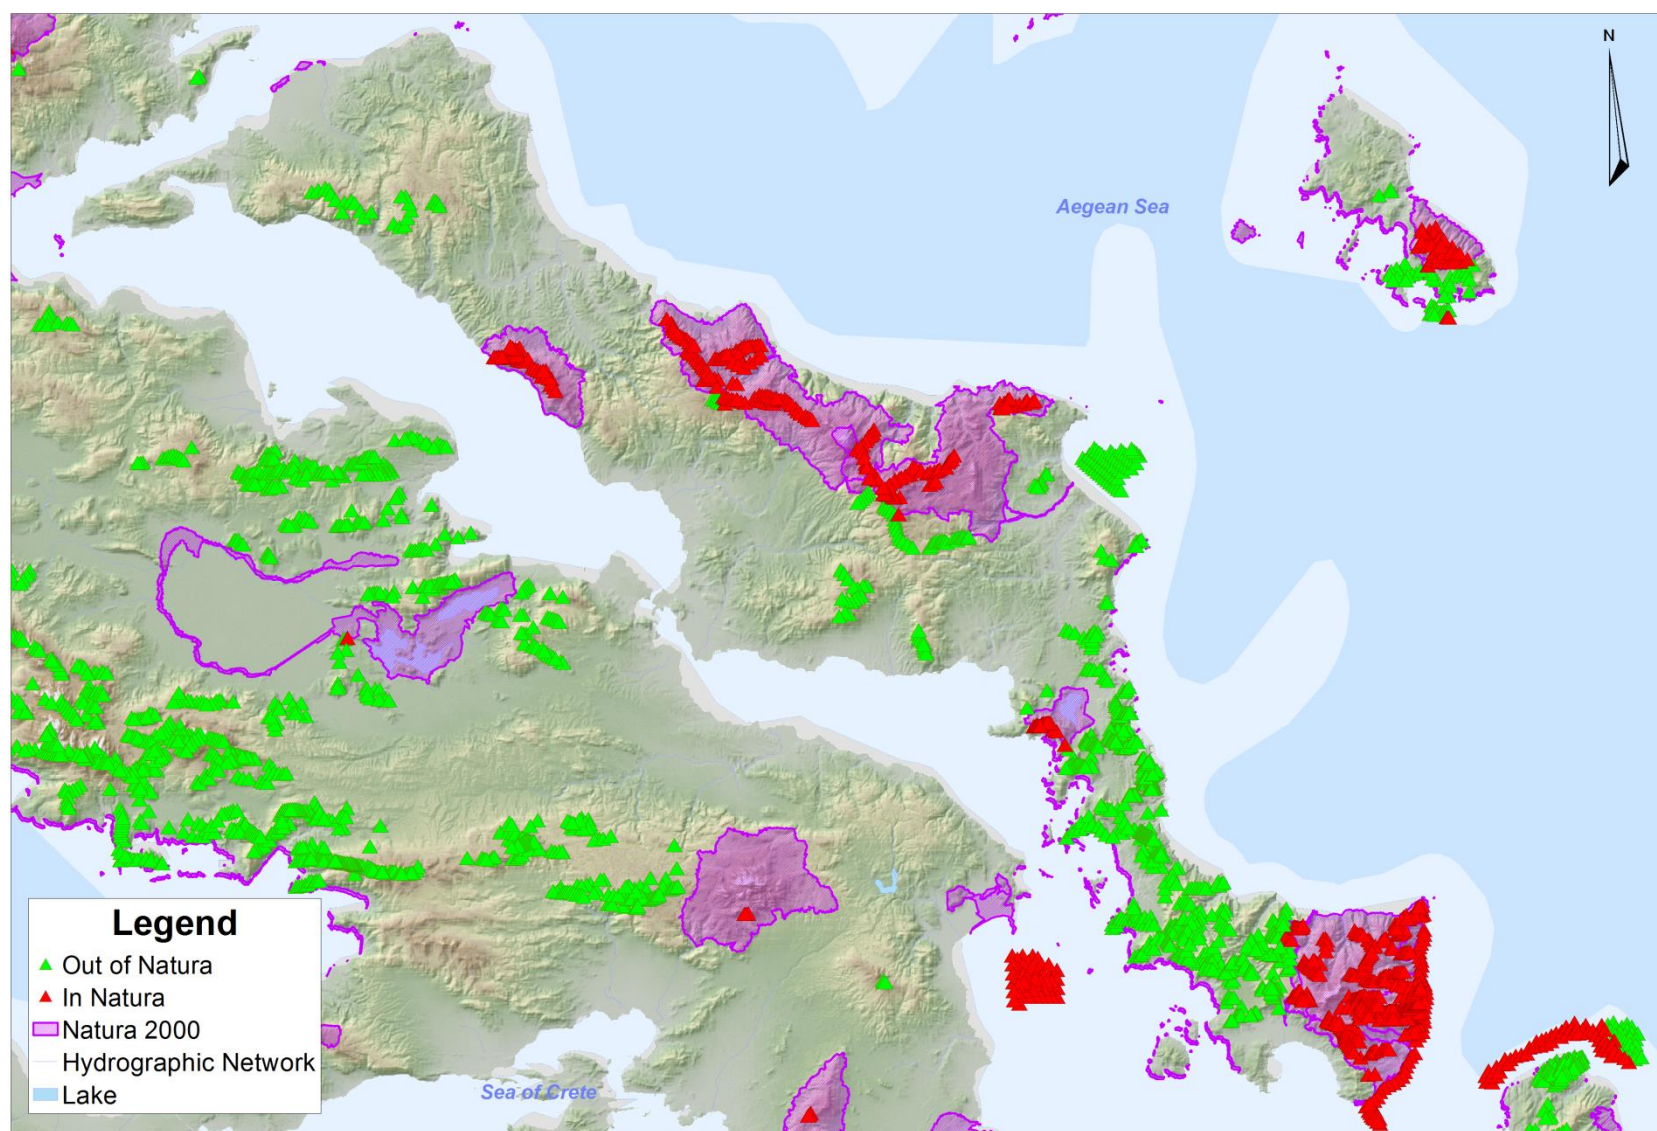 N
Aegean Sea
Legend
Out of Natura
In Natura
Natura 2000
Hydrographic Network
Lake
Sea of Crete